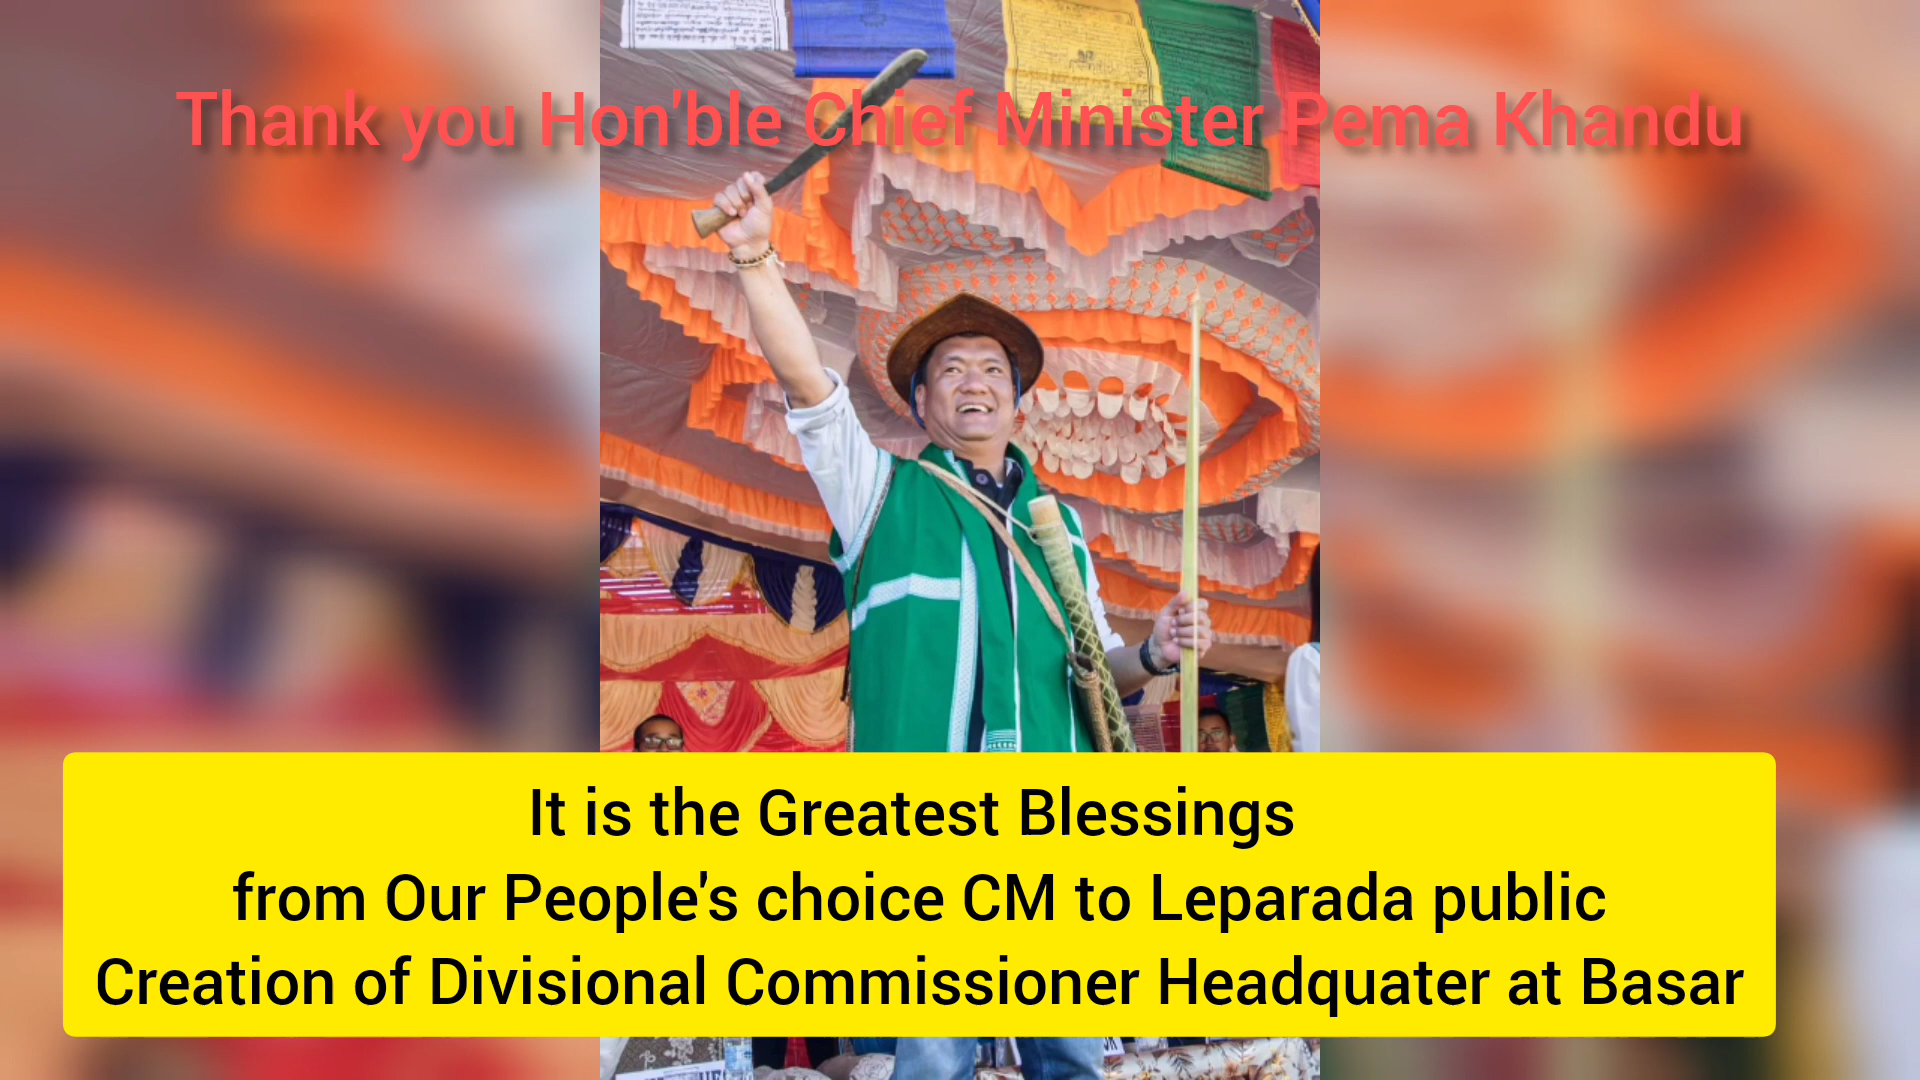 Thank you Hon'ble Chief Minister Pema Khandu
It is the Greatest Blessings
from Our People's choice CM to Leparada public
Creation of Divisional Commissioner Headquater at Basar